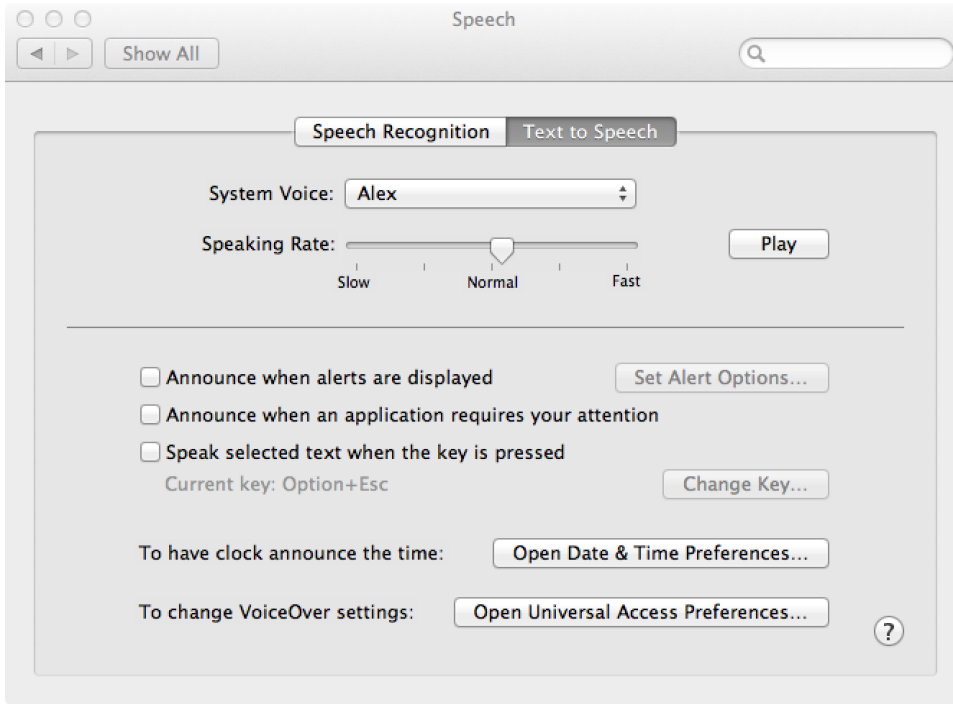 Speech
Show All
Speech Recognition Text to Speech
System Voice: Alex
Speaking Rate: Play
Slow Normal Fast
Announce when alerts are displayed Set Alert Options...
Announce when an application requires your attention
Speak selected text when the key is pressed
Current key: Option+Esc Change Key...
To have clock announce the time: Open Date & Time Preferences...
To change VoiceOver settings: Open Universal Access Preferences...
?